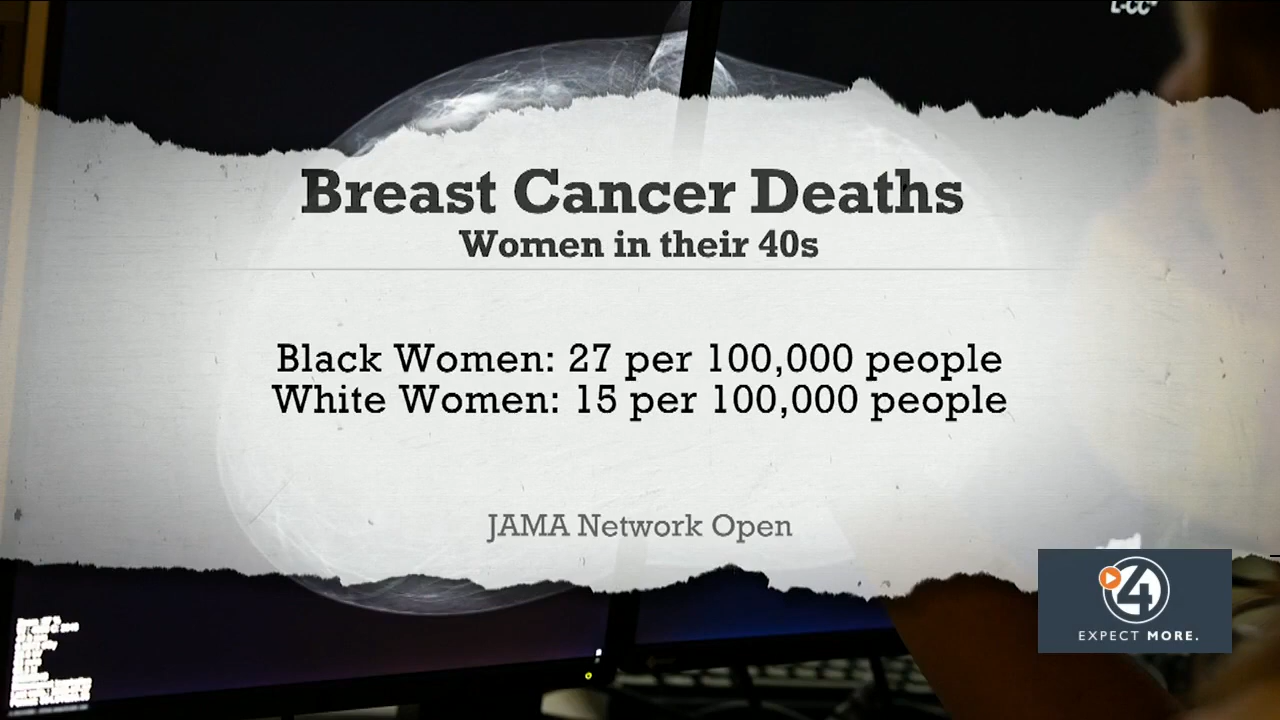 L-CC
Breast Cancer Deaths
Women in their 40s
Black Women: 27 per 100,000 people
White Women: 15 per 100,000 people
JAMA Network Open
4
EXPECT MORE.